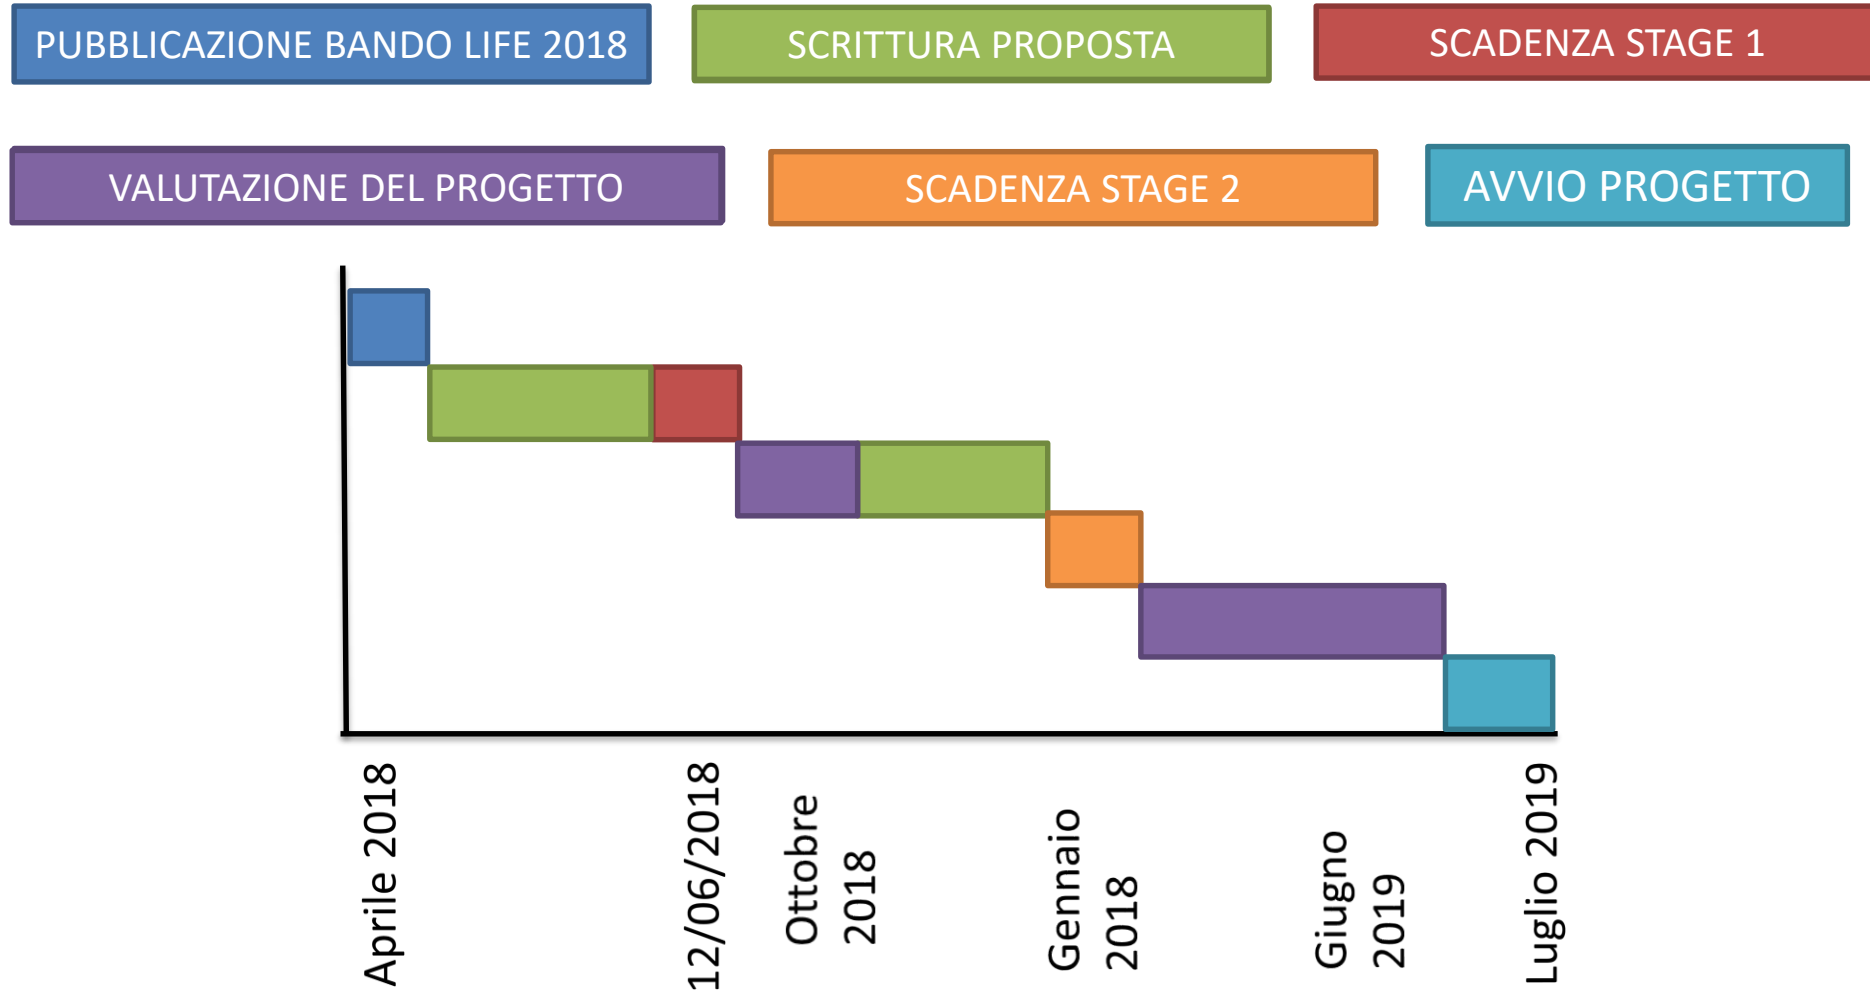 PUBBLICAZIONE BANDO LIFE 2018
SCRITTURA PROPOSTA
SCADENZA STAGE 1
VALUTAZIONE DEL PROGETTO
SCADENZA STAGE 2
AVVIO PROGETTO
Aprile 2018
12/06/2018
Ottobre
2018
Gennaio
2018
Giugno
2019
Luglio 2019